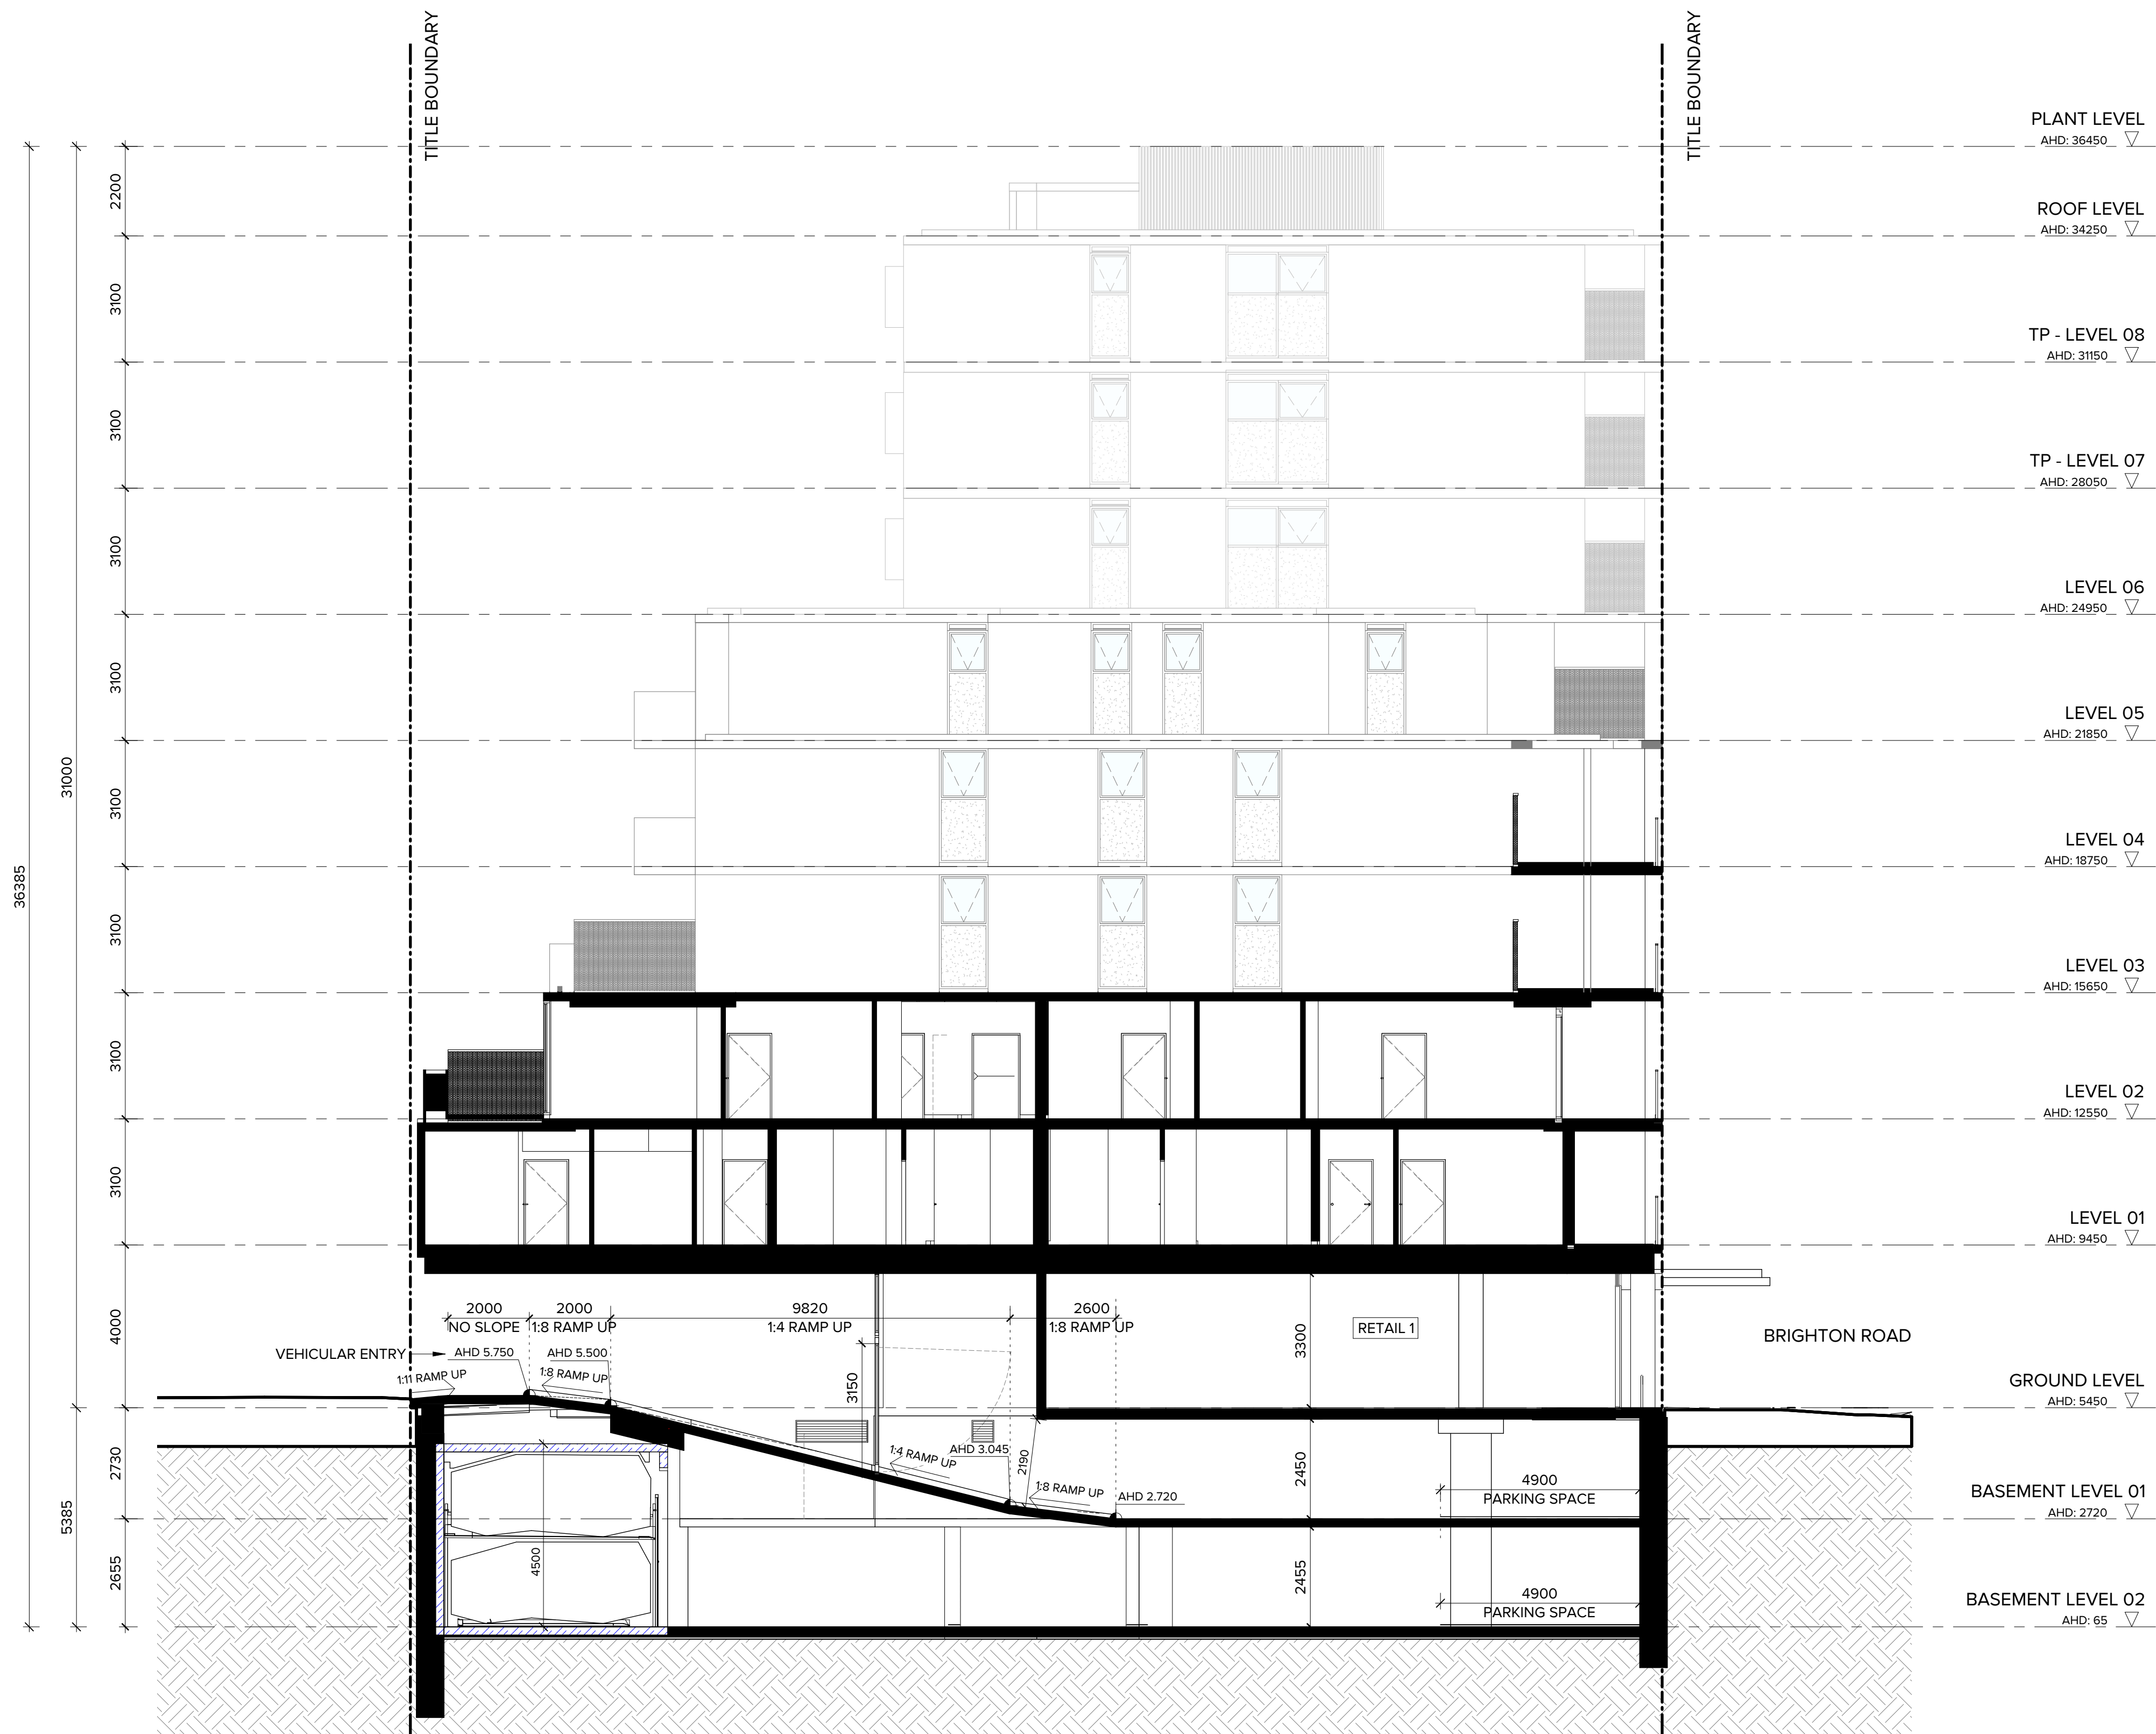 TITLE BOUNDARY
TITLE BOUNDARY
PLANT LEVEL
AHD: 36450
2200
ROOF LEVEL
AHD: 34250
3100
TP - LEVEL 08
AHD: 31150
3100
TP - LEVEL 07
AHD: 28050
3100
LEVEL 06
AHD: 24950
3100
LEVEL 05
AHD: 21850
31000
3100
LEVEL 04
AHD: 18750
36385
3100
LEVEL 03
AHD: 15650
3100
LEVEL 02
AHD: 12550
3100
LEVEL 01
AHD: 9450
4000
2000
NO SLOPE
2000
1:8 RAMP UP
9820
1:4 RAMP UP
2600
1:8 RAMP UP
3300
RETAIL 1
BRIGHTON ROAD
VEHICULAR ENTRY
AHD 5.750
AHD 5.500
1:11 RAMP UP
1:8 RAMP UP
3150
GROUND LEVEL
AHD: 5450
2730
1:4 RAMP UP
AHD 3.045
2190
2450
1:8 RAMP UP
AHD 2.720
4900
PARKING SPACE
BASEMENT LEVEL 01
AHD: 2720
5385
2655
4500
2455
4900
PARKING SPACE
BASEMENT LEVEL 02
AHD: 65